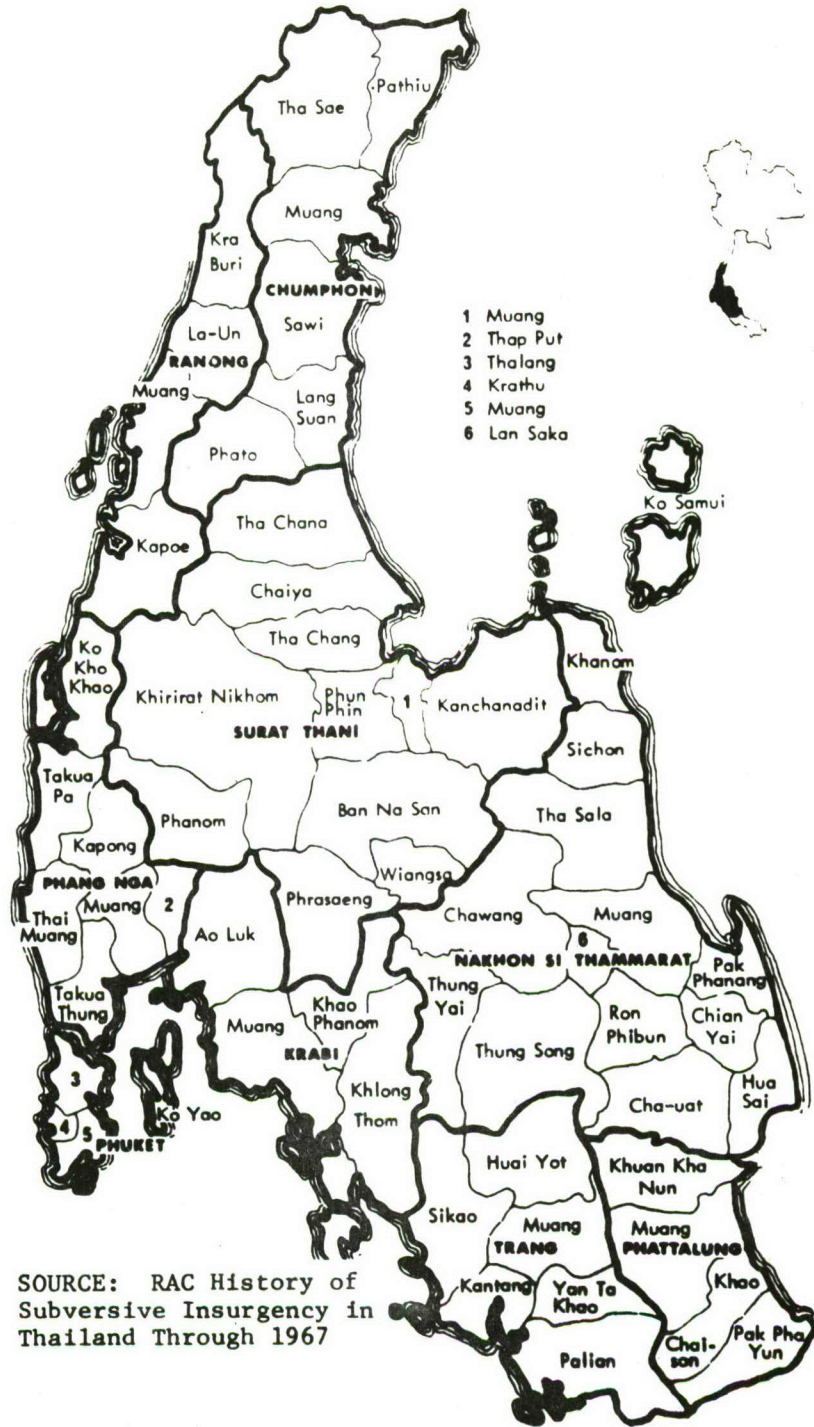 Pathiu
Tha Sae
Muang
Kra
Buri
CHUMPHON
Sawi
La-Un
RANONG
Muang
Lang
Suan
Phato
1 Muang
2 Thap Put
3 Thalang
4 Krathu
5 Muang
6 Lan Saka
Ko Samui
Tha Chana
Kapoe
Chaiya
Tha Chang
Ko
Kho
Khao
Khirirat Nikhom
Phun
Phin
1
Kanchanadit
SURAT THANI
Khanom
Sichon
Takua
Pa
Phanom
Ban Na San
Tha Sala
Kapong
Wiangsa
PHANG NGA
Muang
2
Thai
Muang
Ao Luk
Phrasaeng
Chawang
Muang
6
NAKHON SI THAMMARAT
Pak
Phanang
Takua
Thung
Muang
Khao
Phanom
KRABI
Thung
Yai
Ron
Phibun
Chian
Yai
Thung Song
Khlong
Thom
Cha-uat
Hua
Sai
3
4
5
PHUKET
Ko Yao
Huai Yot
Khuan Kha
Nun
Sikao
Muang
TRANG
Muang
PHATTALUNG
Kantang
Yan Ta
Khao
Khao
Chai-
son
Pak Pha
Yun
Palian
SOURCE: RAC History of
Subversive Insurgency in
Thailand Through 1967